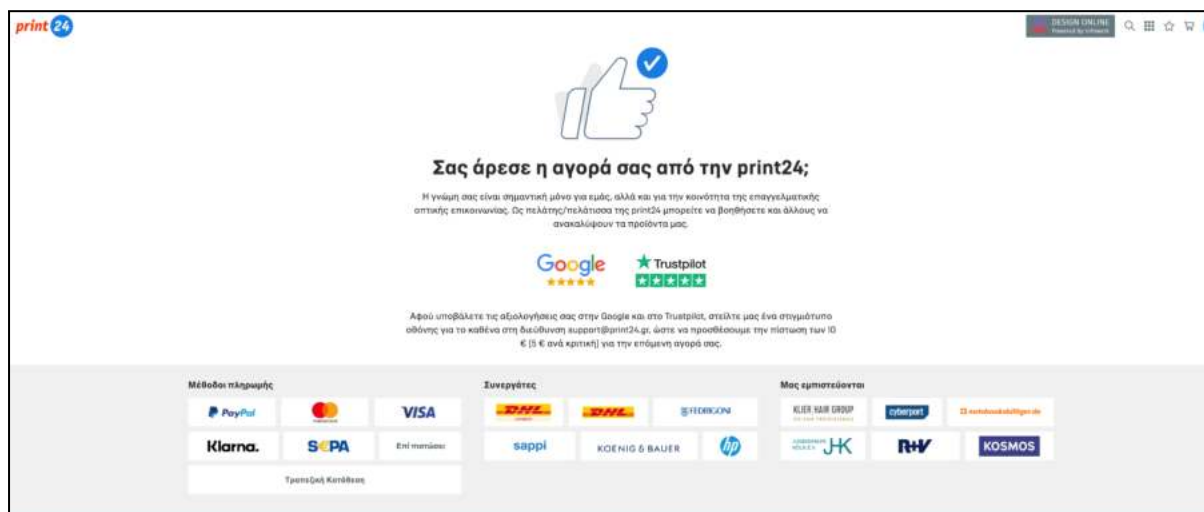 print 24
DESIGN ONLINE
Σας άρεσε η αγορά σας από την print24;
Η γνώμη σας είναι σημαντική μόνο για εμάς, αλλά και για την κοινότητα της επαγγελματικής
οπτικής επικοινωνίας. Ως πελάτης/πελάτισσα της print24 μπορείτε να βοηθήσετε και άλλους να
ανακαλύψουν τα προϊόντα μας.
Google
Trustpilot
Αφού υποβάλετε τις αξιολογήσεις σας στην Google και στο Trustpilot, στείλτε μας ένα στιγμιότυπο
οθόνης για το καθένα στη διεύθυνση support@print24.gr, ώστε να προσθέσουμε την πίστωση των 10
€ (5 € ανά κριτική) για την επόμενη αγορά σας.
Μέθοδοι πληρωμής
Συνεργάτες
Μας εμπιστεύονται
PayPal
VISA
DHL
DHL
FEDRIGONI
KLIER HAIR GROUP
cyberport
Klarna.
SEPA
Επί πιστώσει
sappi
KOENIG & BAUER
hp
JHK
R+V
KOSMOS
Τραπεζική Κατάθεση